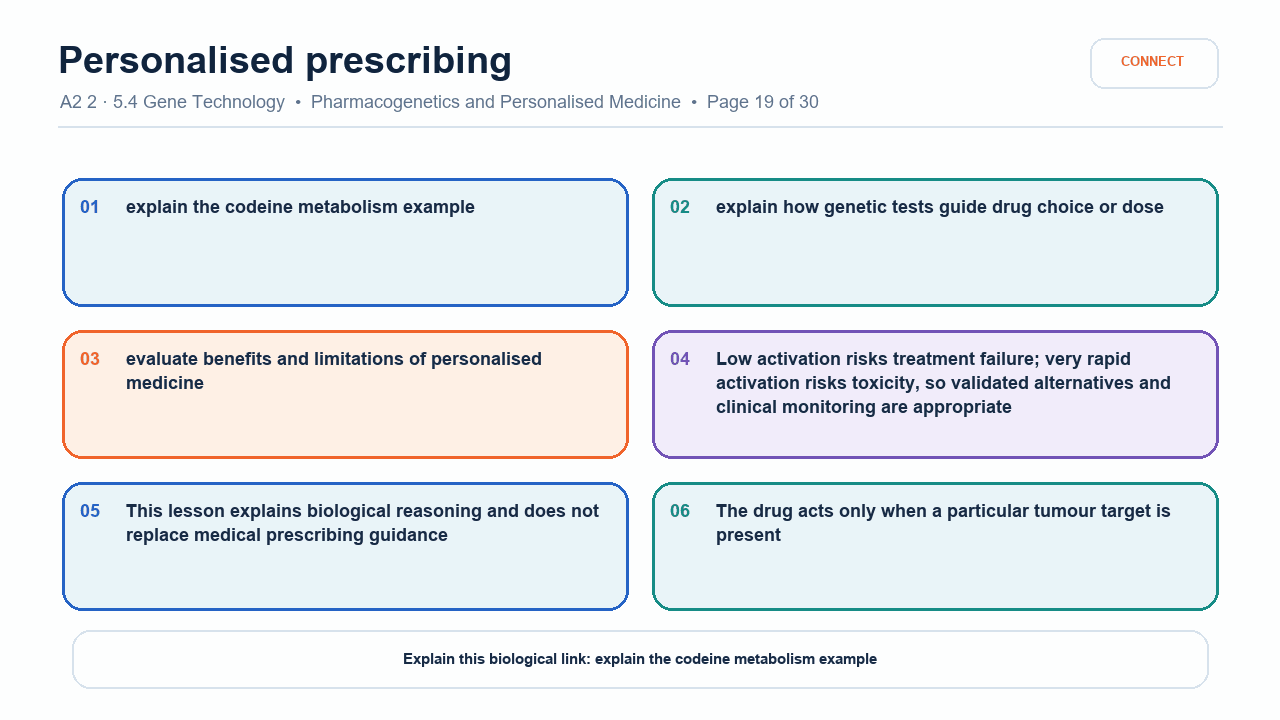 Personalised prescribing
CONNECT
A2 2 · 5.4 Gene Technology • Pharmacogenetics and Personalised Medicine • Page 19 of 30
01 explain the codeine metabolism example
02 explain how genetic tests guide drug choice or dose
03 evaluate benefits and limitations of personalised
medicine
04 Low activation risks treatment failure; very rapid
activation risks toxicity, so validated alternatives and
clinical monitoring are appropriate
05 This lesson explains biological reasoning and does not
replace medical prescribing guidance
06 The drug acts only when a particular tumour target is
present
Explain this biological link: explain the codeine metabolism example